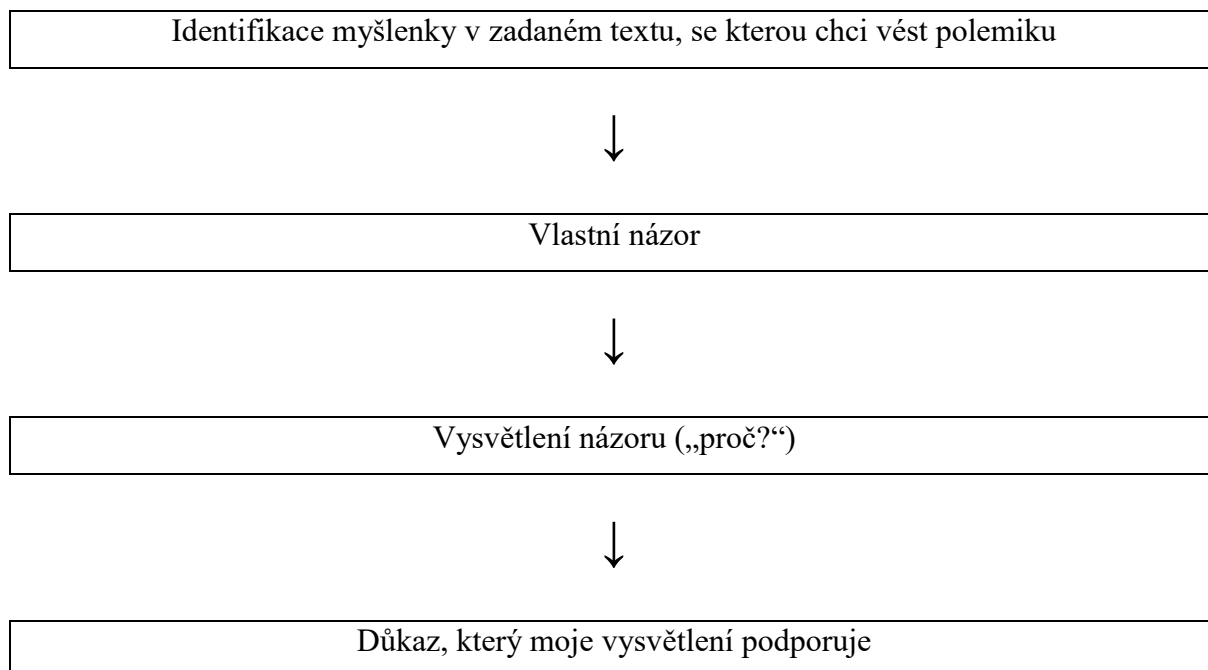 Identifikace myšlenky v zadaném textu, se kterou chci vést polemiku
↓
Vlastní názor
↓
Vysvětlení názoru („proč?“)
↓
Důkaz, který moje vysvětlení podporuje